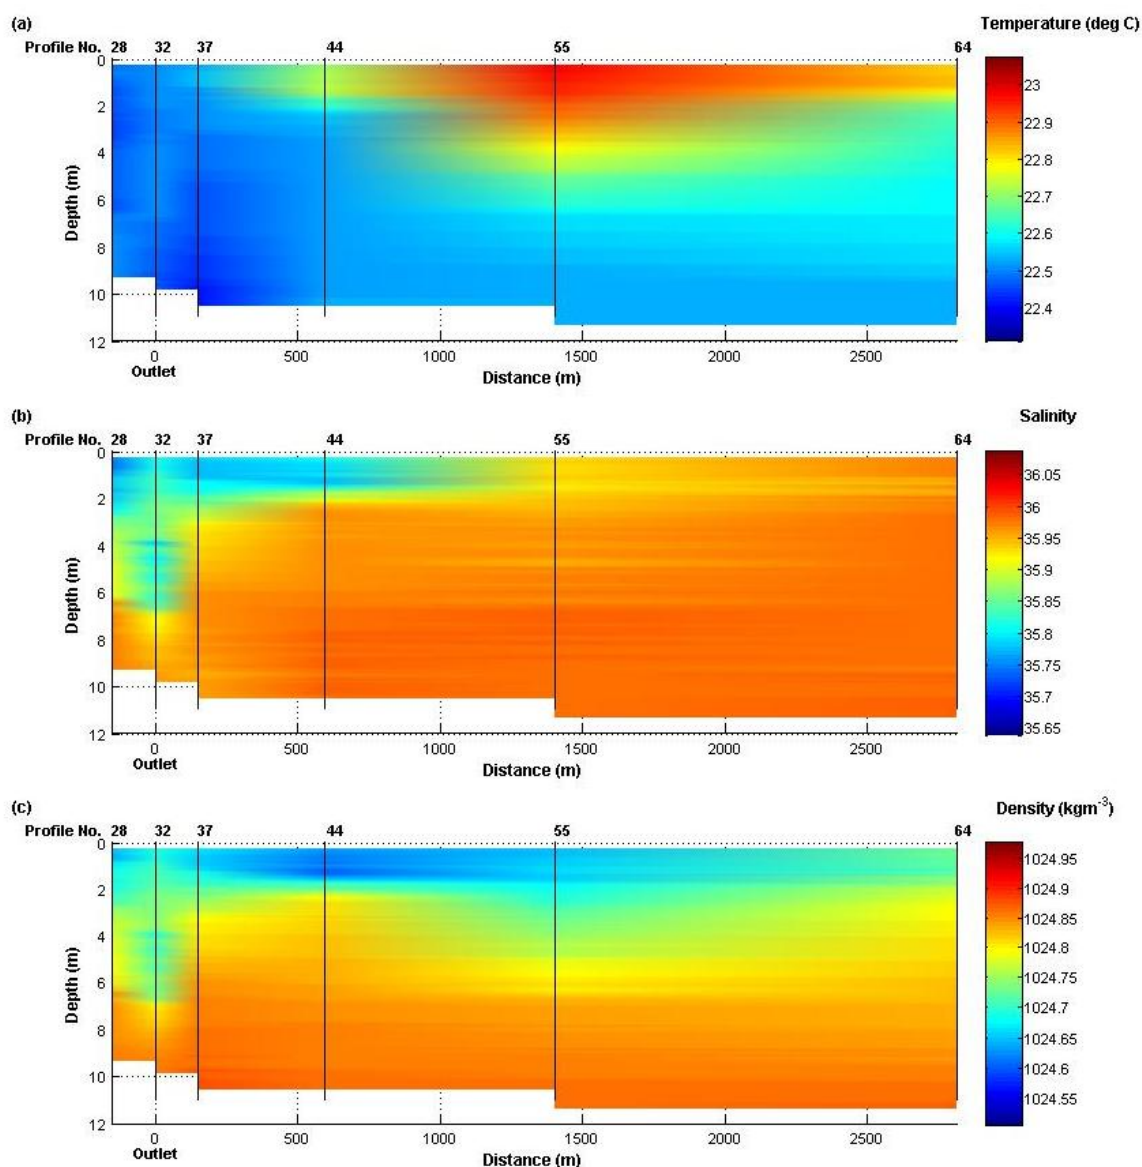 (a)
Temperature (deg C)
Profile No. 28 32 37 44 55 64
0
2
4
6
8
10
12
Depth (m)
0 500 1000 1500 2000 2500
Outlet
Distance (m)
23
22.9
22.8
22.7
22.6
22.5
22.4
(b)
Salinity
Profile No. 28 32 37 44 55 64
0
2
4
6
8
10
12
Depth (m)
0 500 1000 1500 2000 2500
Outlet
Distance (m)
36.05
36
35.95
35.9
35.85
35.8
35.75
35.7
35.65
(c)
Density (kgm-3)
Profile No. 28 32 37 44 55 64
0
2
4
6
8
10
12
Depth (m)
0 500 1000 1500 2000 2500
Outlet
Distance (m)
1024.95
1024.9
1024.85
1024.8
1024.75
1024.7
1024.65
1024.6
1024.55